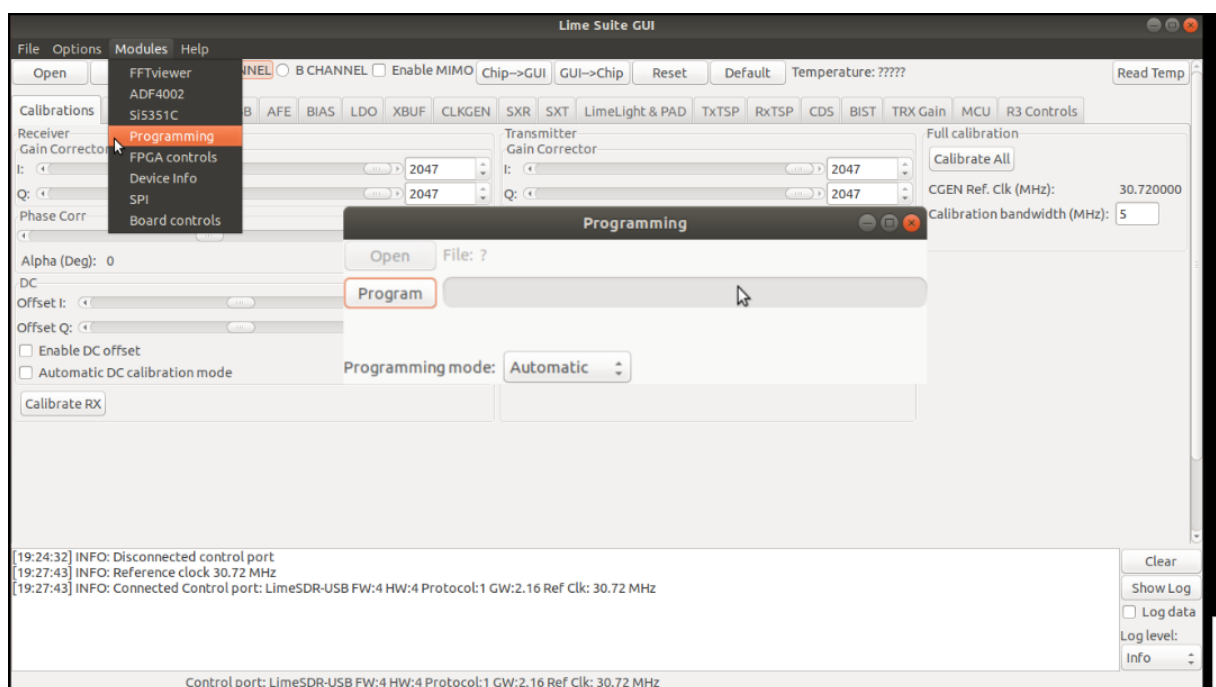 Lime Suite GUI
File Options Modules Help
Open NNEL B CHANNEL Enable MIMO Chip-->GUI GUI-->Chip Reset Default Temperature: ????? Read Temp
FFTviewer
ADF4002
Si5351C
Programming
FPGA controls
Device Info
SPI
Board controls
Calibrations B AFE BIAS LDO XBUF CLKGEN SXR SXT LimeLight & PAD TxTSP RxTSP CDS BIST TRX Gain MCU R3 Controls
Receiver
Gain Corrector
I: 2047
Q: 2047
Phase Corr
Alpha (Deg): 0
DC
Offset I:
Offset Q:
Enable DC offset
Automatic DC calibration mode
Calibrate RX
Transmitter
Gain Corrector
I: 2047
Q: 2047
Full calibration
Calibrate All
CGEN Ref. Clk (MHz): 30.720000
Calibration bandwidth (MHz): 5
Programming
Open File: ?
Program
Programming mode: Automatic
[19:24:32] INFO: Disconnected control port
[19:27:43] INFO: Reference clock 30.72 MHz
[19:27:43] INFO: Connected Control port: LimeSDR-USB FW:4 HW:4 Protocol:1 GW:2.16 Ref Clk: 30.72 MHz
Clear
Show Log
Log data
Log level:
Info
Control port: LimeSDR-USB FW:4 HW:4 Protocol:1 GW:2.16 Ref Clk: 30.72 MHz